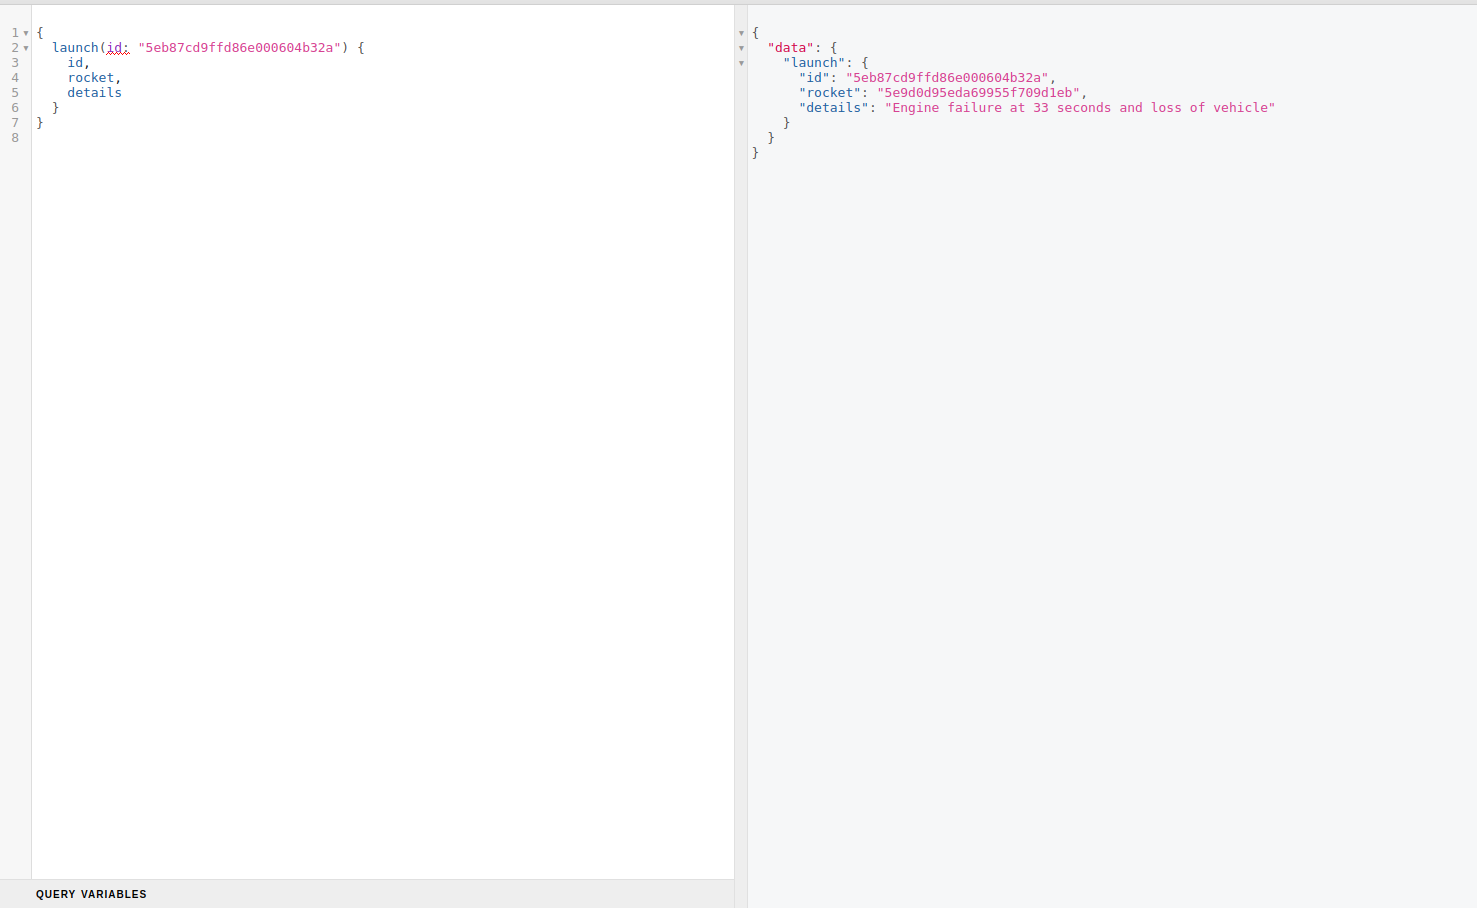 1 {
2   launch(id: "5eb87cd9ffd86e000604b32a") {
3     id,
4     rocket,
5     details
6   }
7 }
8
QUERY VARIABLES
{
  "data": {
    "launch": {
      "id": "5eb87cd9ffd86e000604b32a",
      "rocket": "5e9d0d95eda69955f709d1eb",
      "details": "Engine failure at 33 seconds and loss of vehicle"
    }
  }
}